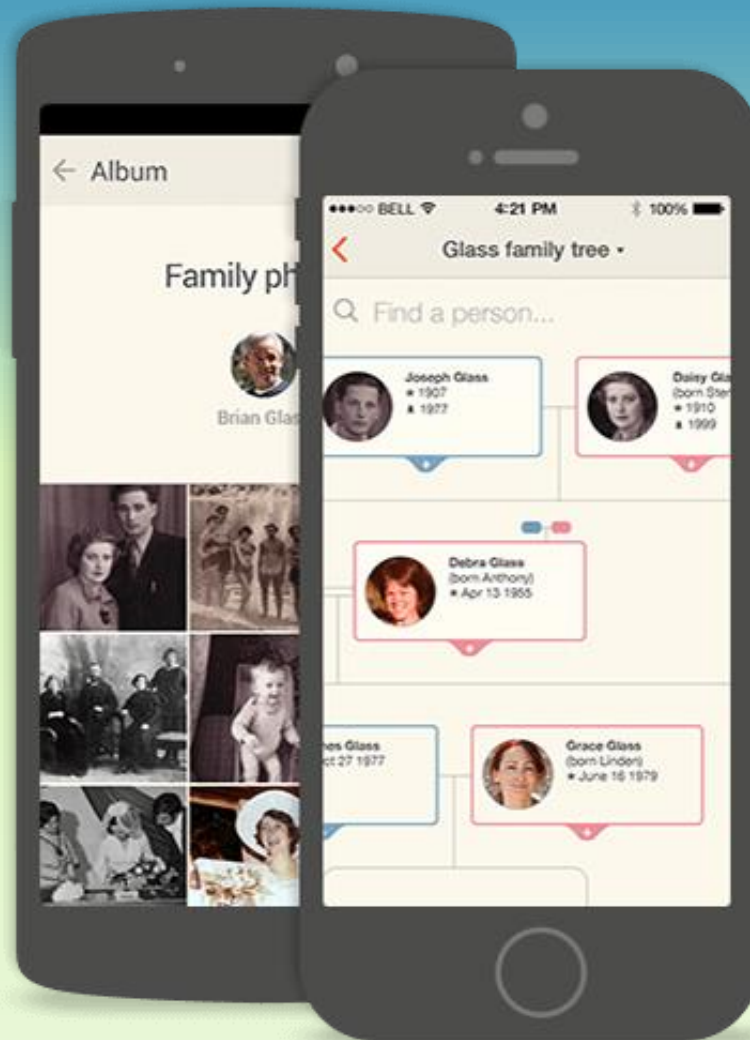 Album
Family ph
Brian Glas
BELL 4:21 PM 100%
Glass family tree
Find a person...
Joseph Glass
1907
1977
Daisy Gla
(born Ster
1910
1999
Debra Glass
(born Anthony)
Apr 13 1955
nes Glass
ct 27 1977
Grace Glass
(born Linden)
June 16 1979